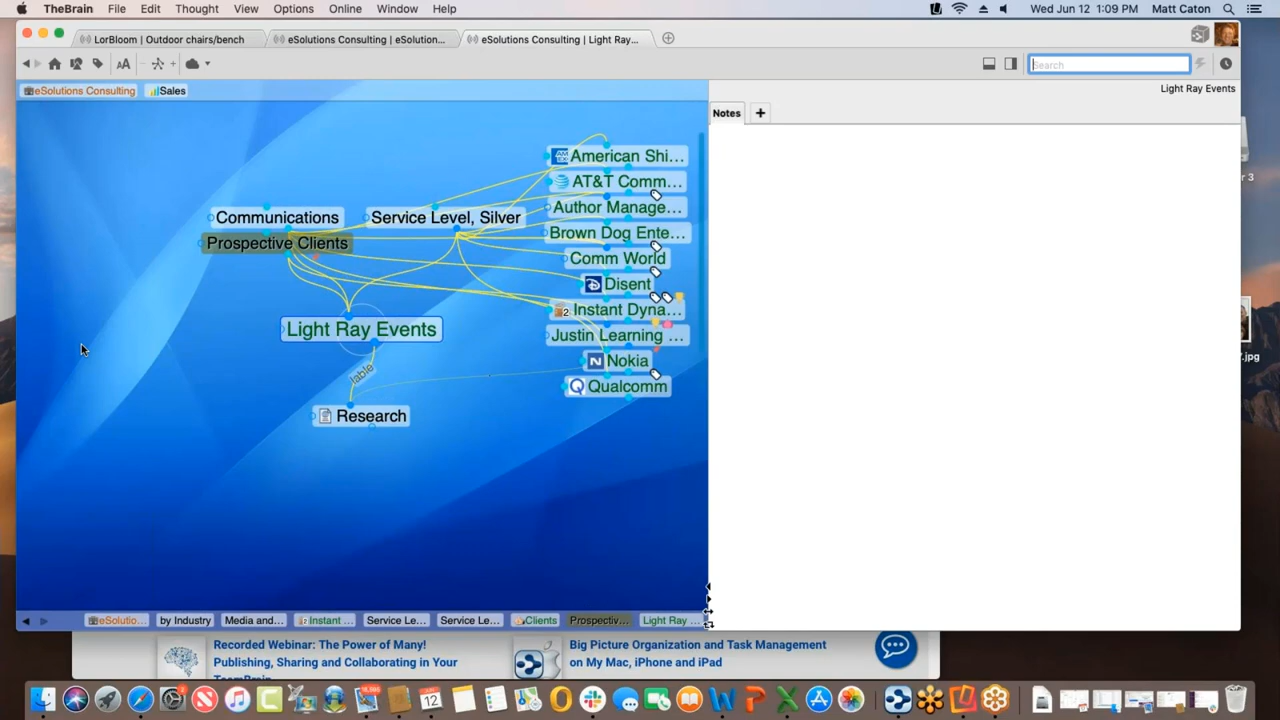 TheBrain File Edit Thought View Options Online Window Help Wed Jun 12 1:09 PM Matt Caton
LorBloom | Outdoor chairs/bench
eSolutions Consulting | eSolution...
eSolutions Consulting | Light Ray...
AA
Search
eSolutions Consulting
Sales
Light Ray Events
Notes
American Shi...
AT&T Comm...
Author Manage...
Brown Dog Ente...
Comm World
Disent
2 Instant Dyna...
Justin Learning ...
Nokia
Qualcomm
Communications
Service Level, Silver
Prospective Clients
Light Ray Events
lable
Research
eSolutio...
by Industry
Media and...
Instant ...
Service Le...
Service Le...
Clients
Prospectiv...
Light Ray ...
Recorded Webinar: The Power of Many!
Publishing, Sharing and Collaborating in Your
Big Picture Organization and Task Management
on My Mac, iPhone and iPad